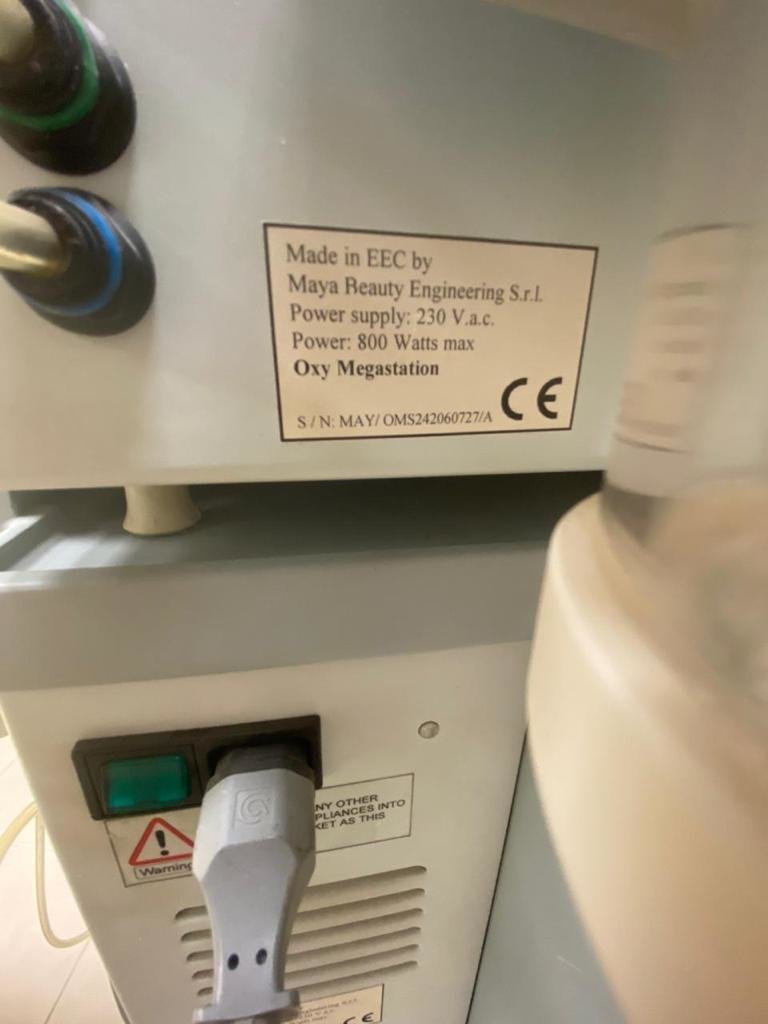 Made in EEC by
Maya Beauty Engineering S.r.l.
Power supply: 230 V.a.c.
Power: 800 Watts max
Oxy Megastation
S / N: MAY/ OMS242060727/A
CE
NY OTHER
PLIANCES INTO
KET AS THIS
Warning
CE